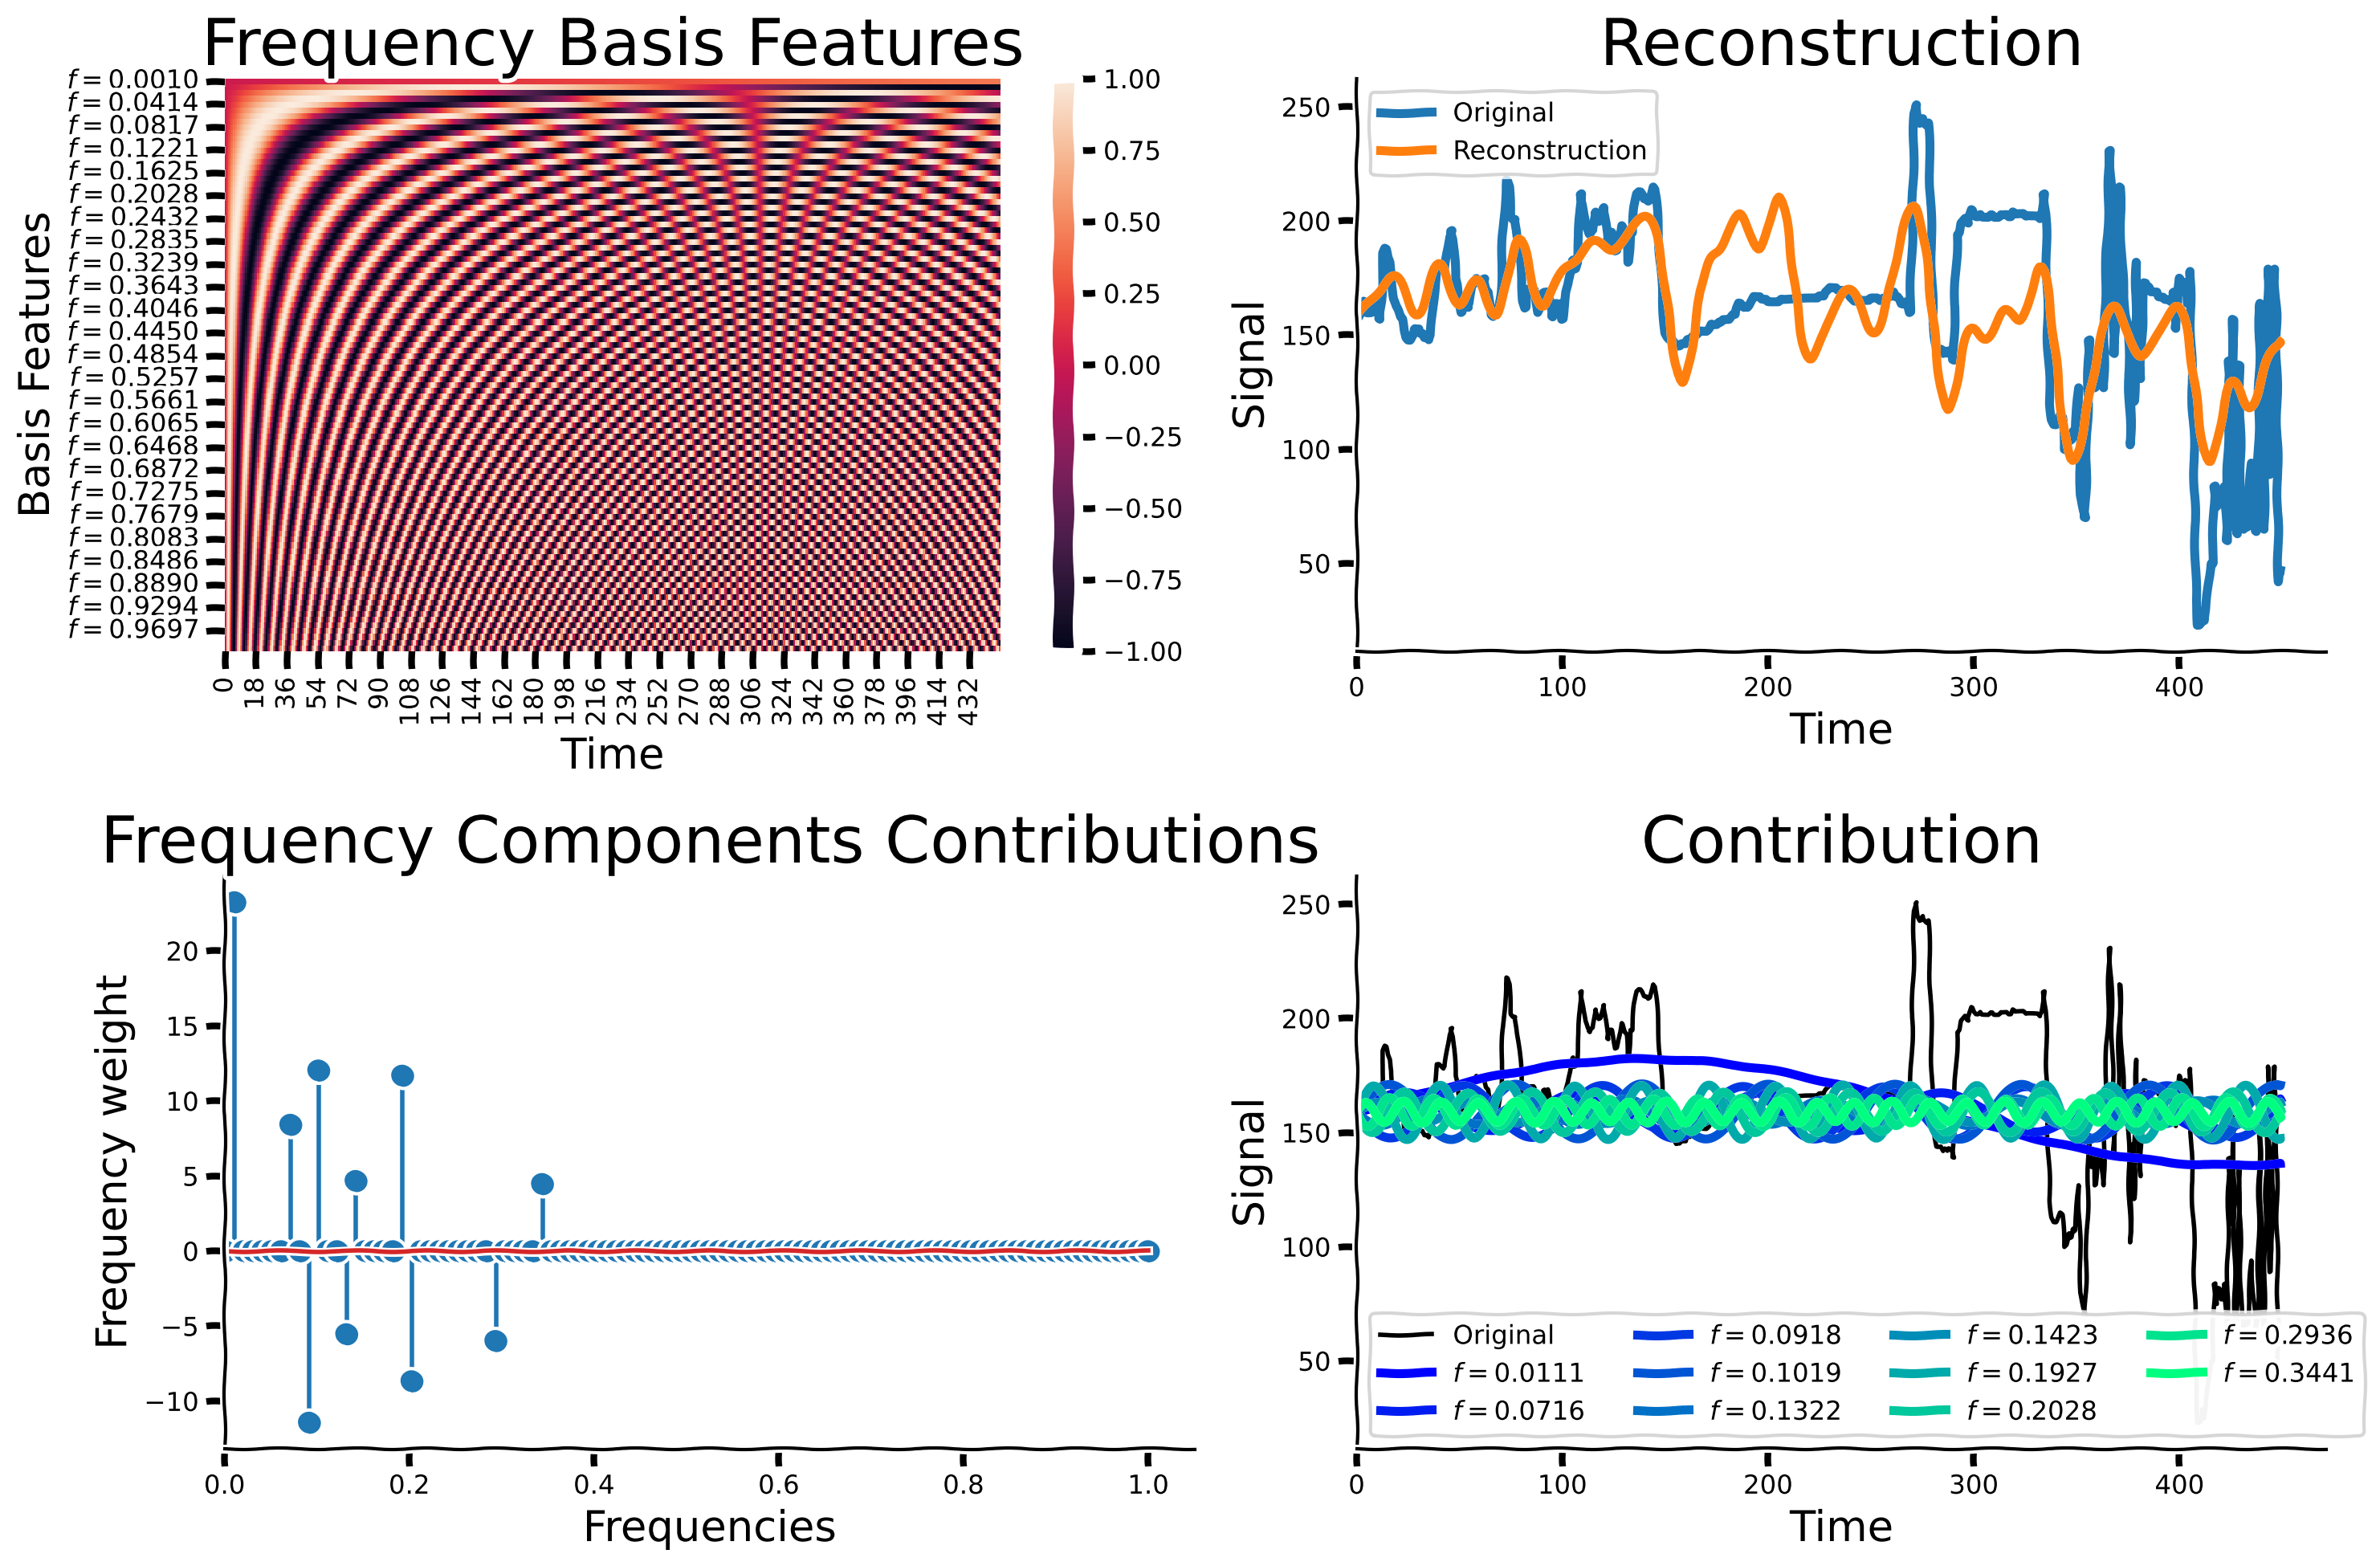 Frequency Basis Features
f = 0.0010
f = 0.0414
f = 0.0817
f = 0.1221
f = 0.1625
f = 0.2028
f = 0.2432
f = 0.2835
f = 0.3239
f = 0.3643
f = 0.4046
f = 0.4450
f = 0.4854
f = 0.5257
f = 0.5661
f = 0.6065
f = 0.6468
f = 0.6872
f = 0.7275
f = 0.7679
f = 0.8083
f = 0.8486
f = 0.8890
f = 0.9294
f = 0.9697
Basis Features
0 18 36 54 72 90 108 126 144 162 180 198 216 234 252 270 288 306 324 342 360 378 396 414 432
Time
1.00
0.75
0.50
0.25
0.00
−0.25
−0.50
−0.75
−1.00
Reconstruction
Original
Reconstruction
250
200
150
100
50
Signal
0 100 200 300 400
Time
Frequency Components Contributions
20
15
10
5
0
−5
−10
Frequency weight
0.0 0.2 0.4 0.6 0.8 1.0
Frequencies
Contribution
250
200
150
100
50
Signal
Original
f = 0.0111
f = 0.0716
f = 0.0918
f = 0.1019
f = 0.1322
f = 0.1423
f = 0.1927
f = 0.2028
f = 0.2936
f = 0.3441
0 100 200 300 400
Time